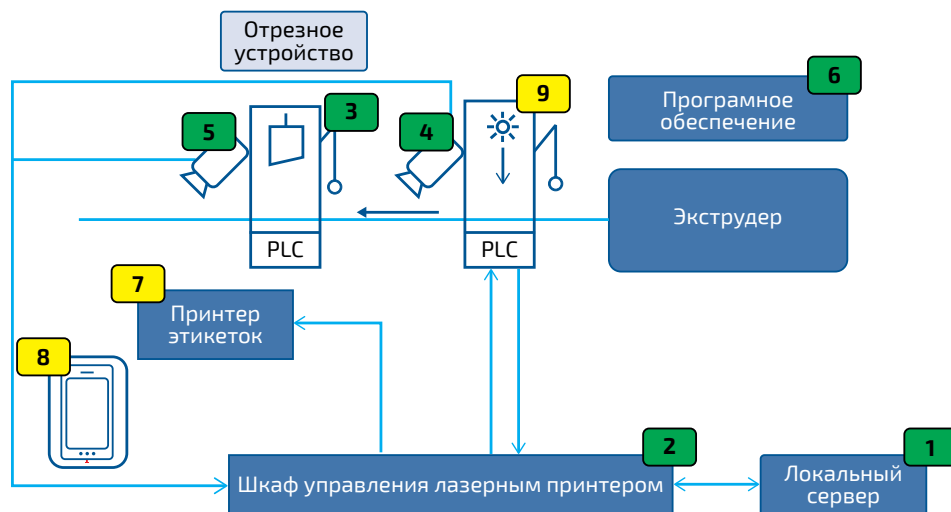 Отрезное
устройство
9
6
3
Програмное
обеспечение
5
4
Экструдер
PLC
PLC
7
Принтер
этикеток
8
2
1
Шкаф управления лазерным принтером
Локальный
сервер